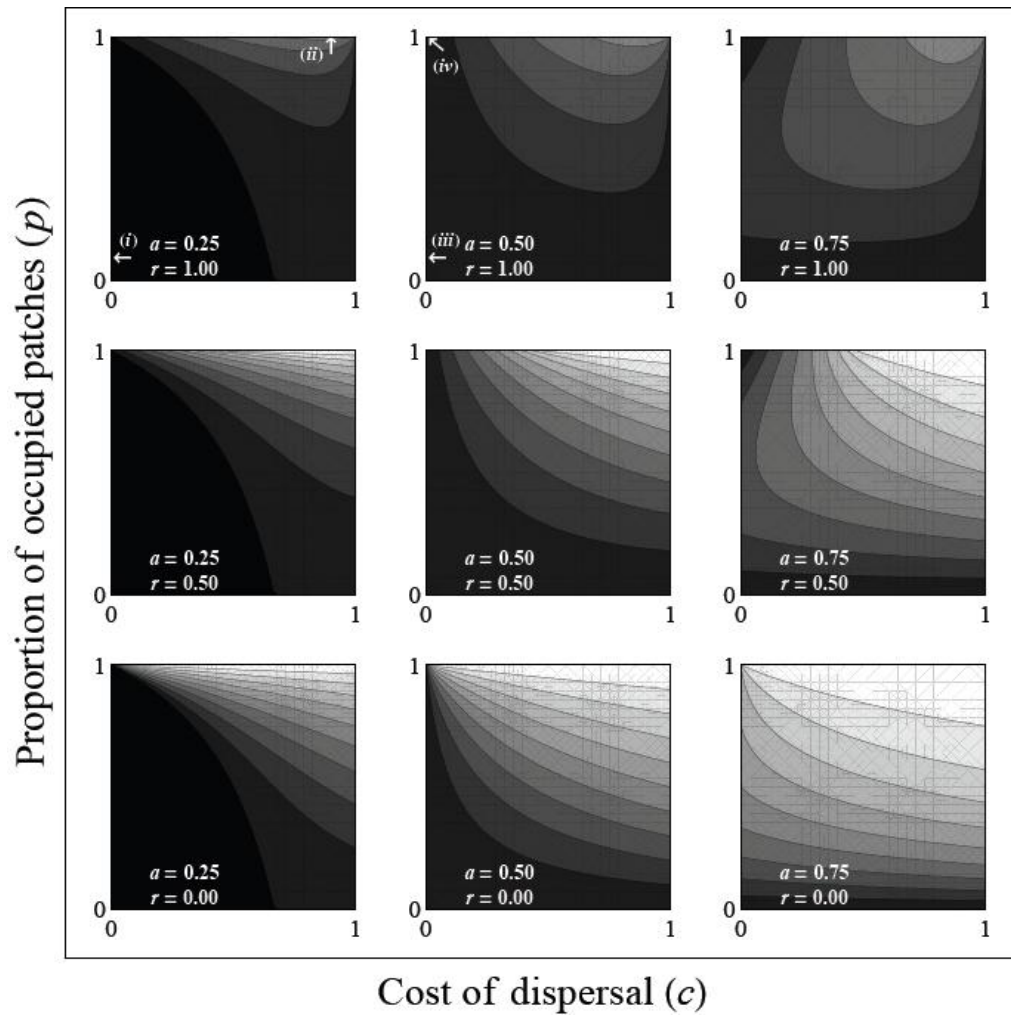 Proportion of occupied patches (p)
1
(ii) ↑
(i)
←
a = 0.25
r = 1.00
0
0
1
1
↖
(iv)
(iii)
←
a = 0.50
r = 1.00
0
0
1
1
a = 0.75
r = 1.00
0
0
1
1
a = 0.25
r = 0.50
0
0
1
1
a = 0.50
r = 0.50
0
0
1
1
a = 0.75
r = 0.50
0
0
1
1
a = 0.25
r = 0.00
0
0
1
1
a = 0.50
r = 0.00
0
0
1
1
a = 0.75
r = 0.00
0
0
1
Cost of dispersal (c)